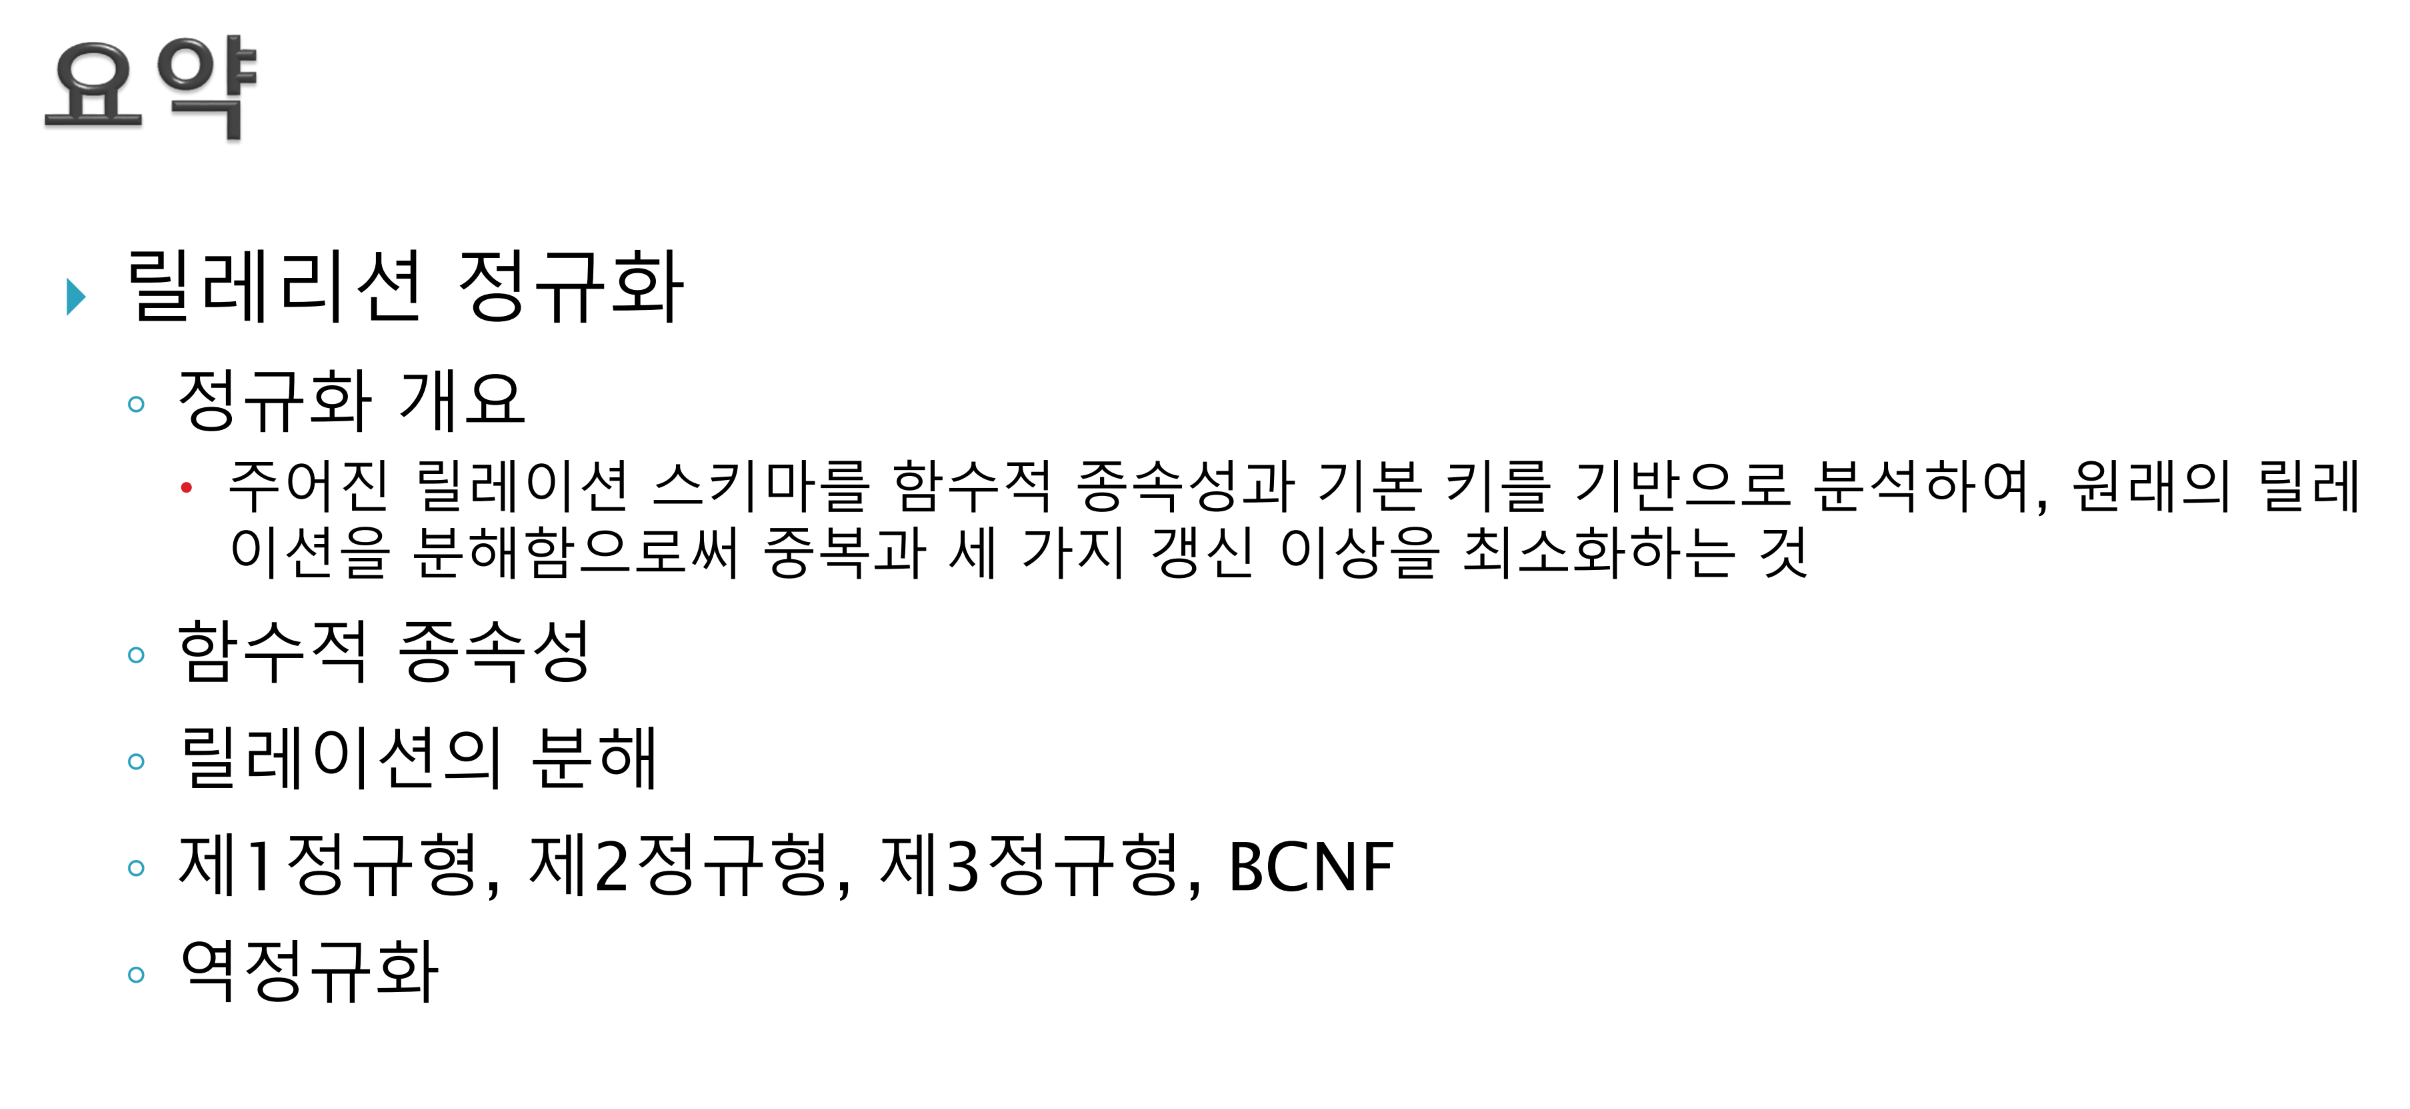 요약
릴레리션 정규화
정규화 개요
주어진 릴레이션 스키마를 함수적 종속성과 기본 키를 기반으로 분석하여, 원래의 릴레
이션을 분해함으로써 중복과 세 가지 갱신 이상을 최소화하는 것
함수적 종속성
릴레이션의 분해
제1정규형, 제2정규형, 제3정규형, BCNF
역정규화